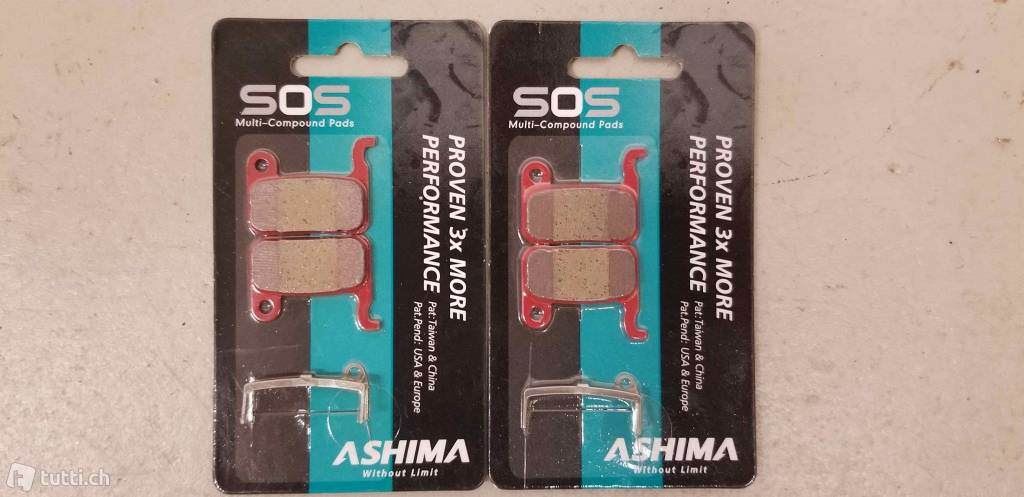 SOS
Multi-Compound Pads
PROVEN 3x MORE
PERFORMANCE
Pat:Taiwan & China
Pat.Pend: USA & Europe
ASHIMA
Without Limit
SOS
Multi-Compound Pads
PROVEN 3x MORE
PERFORMANCE
Pat:Taiwan & China
Pat.Pend: USA & Europe
ASHIMA
Without Limit
tutti.ch